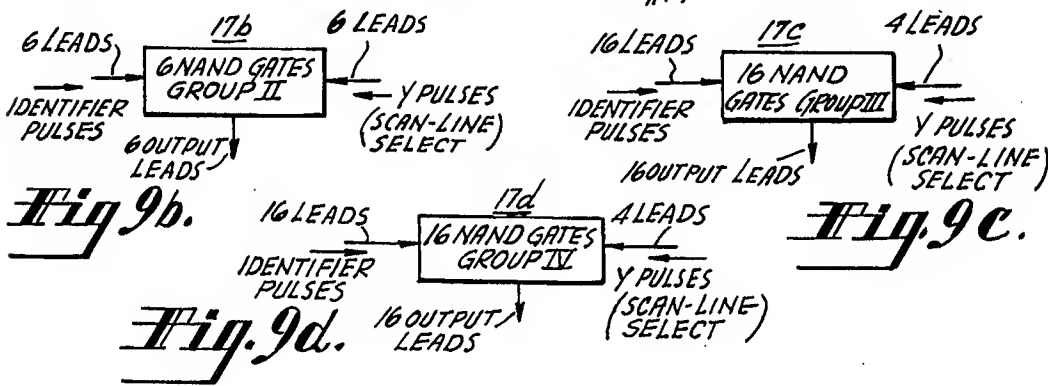 17b
6 LEADS
6 LEADS
6 NAND GATES
GROUP II
IDENTIFIER
PULSES
Y PULSES
(SCAN-LINE)
SELECT
6 OUTPUT
LEADS
Fig 9b.
17c
16 LEADS
4 LEADS
16 NAND
GATES GROUP III
IDENTIFIER
PULSES
Y PULSES
(SCAN-LINE)
SELECT
16 OUTPUT LEADS
Fig. 9c.
17d
16 LEADS
4 LEADS
16 NAND GATES
GROUP IV
IDENTIFIER
PULSES
Y PULSES
(SCAN-LINE)
SELECT
16 OUTPUT
LEADS
Fig. 9d.